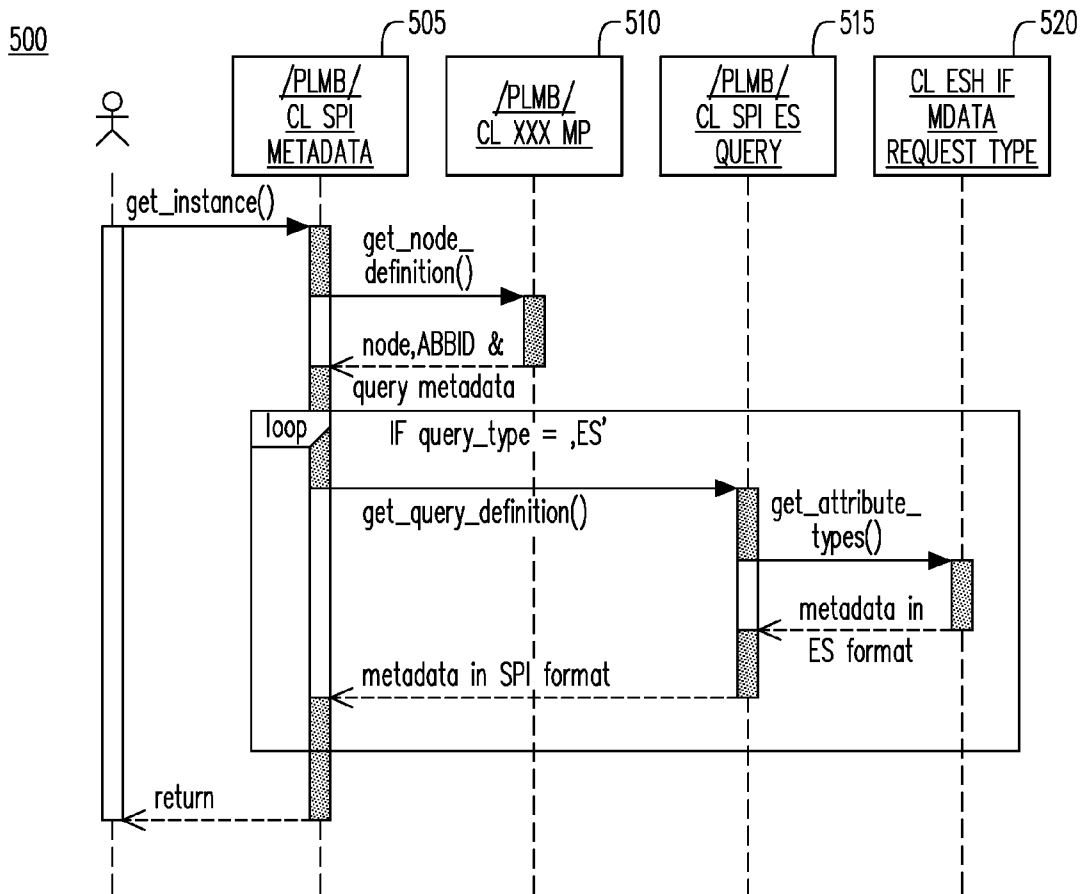 500
505
510
515
520
/PLMB/
CL SPI
METADATA
/PLMB/
CL XXX MP
/PLMB/
CL SPI ES
QUERY
CL ESH IF
MDATA
REQUEST TYPE
get_instance()
get_node_
definition()
node,ABBID &
query metadata
loop
IF query_type = ,ES'
get_query_definition()
get_attribute_
types()
metadata in
ES format
metadata in SPI format
return